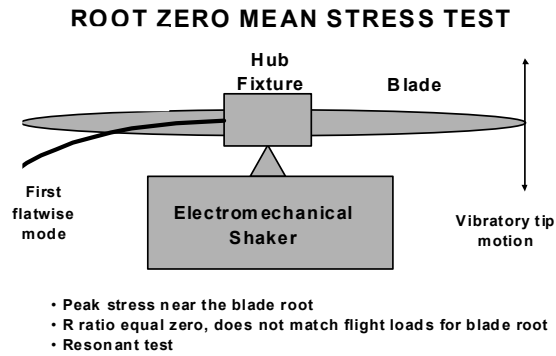 ROOT ZERO MEAN STRESS TEST
Hub
Fixture
Blade
First
flatwise
mode
Electromechanical
Shaker
Vibratory tip
motion
• Peak stress near the blade root
• R ratio equal zero, does not match flight loads for blade root
• Resonant test